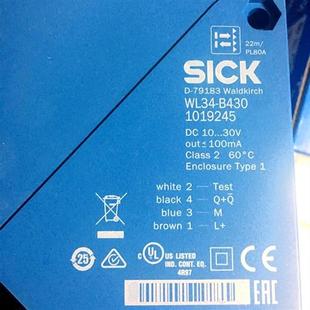 22m/
PL80A
SICK
D-79183 Waldkirch
WL34-B430
1019245
DC 10...30V
out ≤ 100mA
Class 2 60°C
Enclosure Type 1
white 2 — Test
black 4 — Q+Q̅
blue 3 — M
brown 1 — L+
25
UL US LISTED
IND. CONT. EQ.
4R97
EAC